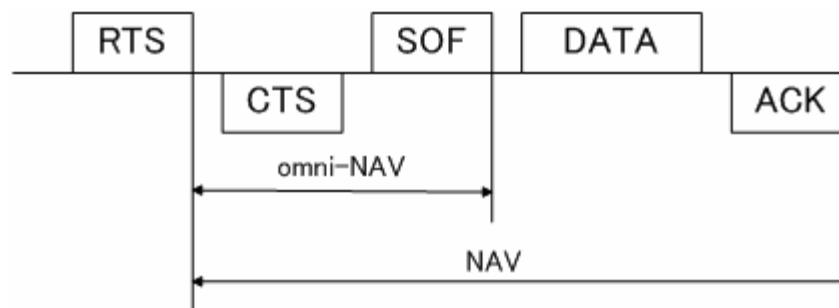 RTS SOF DATA
CTS ACK
omni-NAV
NAV